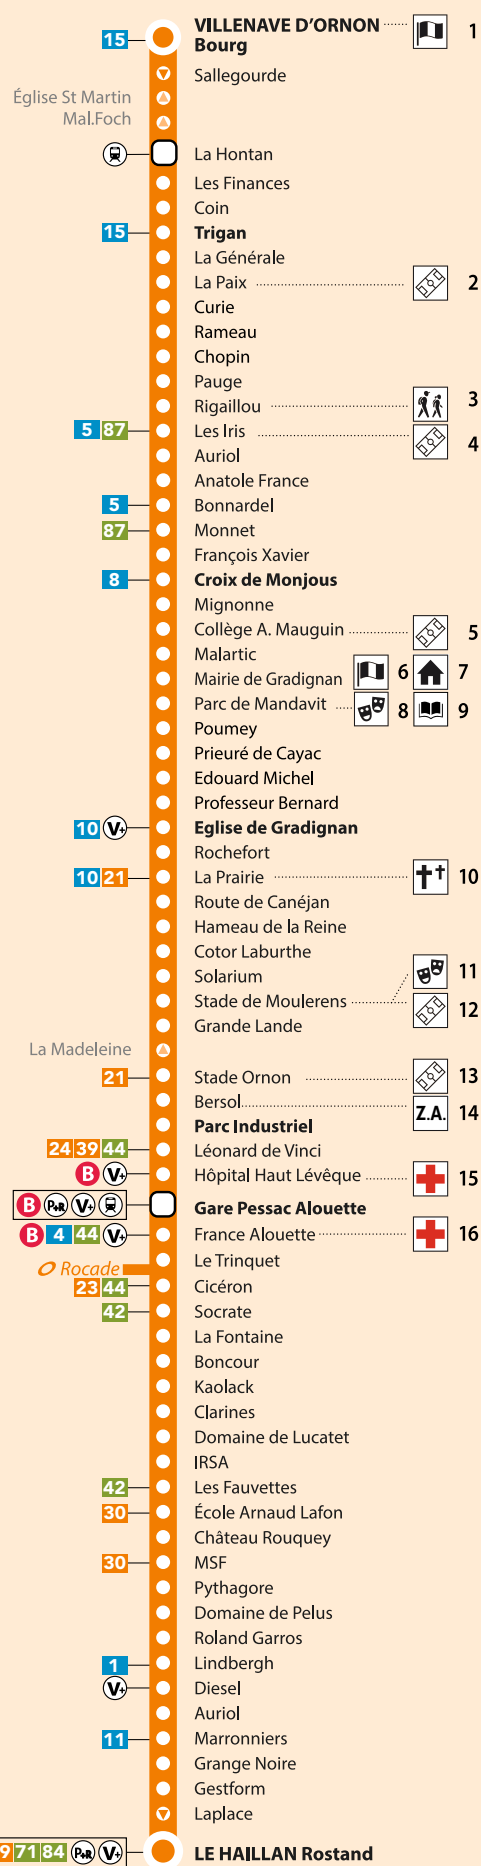 VILLENAVE D'ORNON 1
15 Bourg
Sallegourde
Église St Martin
Mal.Foch
La Hontan
Les Finances
Coin
15 Trigan
La Générale
La Paix 2
Curie
Rameau
Chopin
Pauge
Rigaillou 3
5 87 Les Iris 4
Auriol
Anatole France
5 Bonnardel
87 Monnet
François Xavier
8 Croix de Monjous
Mignonne
Collège A. Mauguin 5
Malartic
Mairie de Gradignan 6 7
Parc de Mandavit 8 9
Poumey
Prieuré de Cayac
Edouard Michel
Professeur Bernard
10 V+ Eglise de Gradignan
Rochefort
10 21 La Prairie 10
Route de Canéjan
Hameau de la Reine
Cotor Laburthe
Solarium 11
Stade de Moulerens 12
Grande Lande
La Madeleine
21 Stade Ornon 13
Bersol Z.A. 14
Parc Industriel
24 39 44 Léonard de Vinci
B V+ Hôpital Haut Lévêque 15
B P+R V+ Gare Pessac Alouette
B 4 44 V+ France Alouette 16
Rocade Le Trinquet
23 44 Cicéron
42 Socrate
La Fontaine
Boncour
Kaolack
Clarines
Domaine de Lucatet
IRSA
42 Les Fauvettes
30 École Arnaud Lafon
Château Rouquey
30 MSF
Pythagore
Domaine de Pelus
Roland Garros
1 Lindbergh
V+ Diesel
Auriol
11 Marronniers
Grange Noire
Gestform
Laplace
9 71 84 P+R V+ LE HAILLAN Rostand